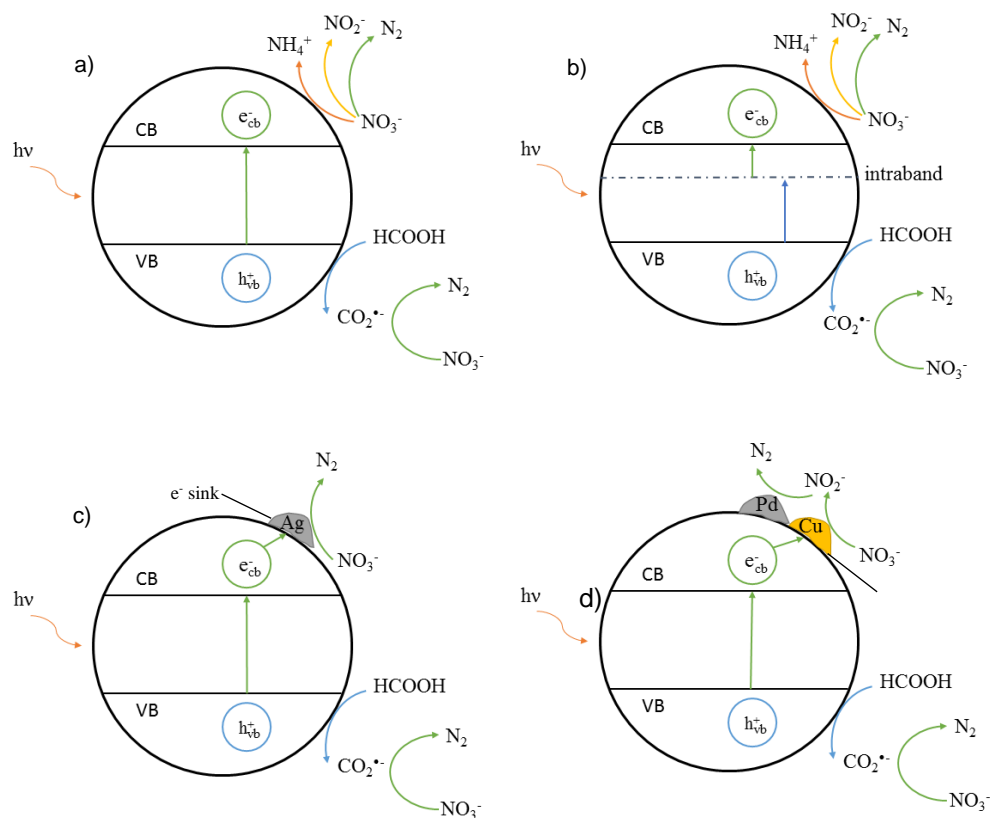 a)
NH₄⁺
NO₂⁻
N₂
NO₃⁻
CB
e⁻cb
hν
VB
h⁺vb
HCOOH
CO₂•⁻
N₂
NO₃⁻
b)
NH₄⁺
NO₂⁻
N₂
NO₃⁻
CB
e⁻cb
intraband
VB
h⁺vb
HCOOH
CO₂•⁻
N₂
NO₃⁻
c)
e⁻ sink
Ag
N₂
NO₃⁻
CB
e⁻cb
hν
VB
h⁺vb
HCOOH
CO₂•⁻
N₂
NO₃⁻
d)
N₂
Pd
Cu
NO₂⁻
NO₃⁻
CB
e⁻cb
hν
VB
h⁺vb
HCOOH
CO₂•⁻
N₂
NO₃⁻